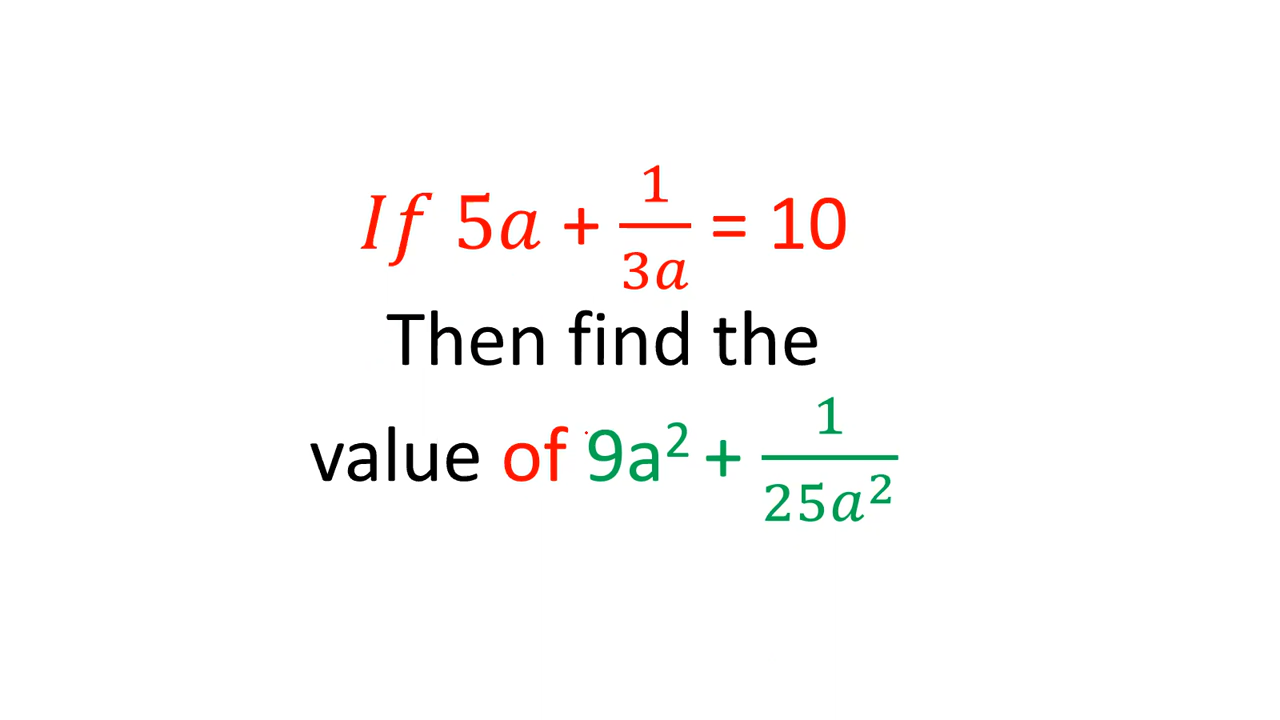 If 5a + 1/3a = 10
Then find the
value of 9a² + 1/25a²